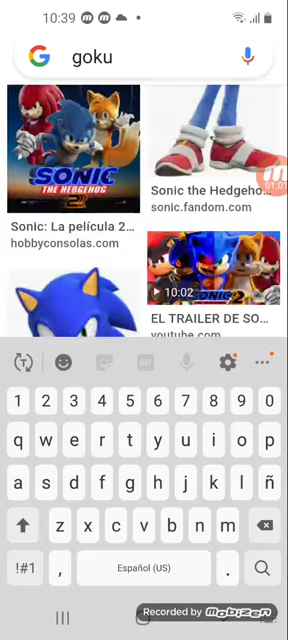 10:39
goku
SONIC
THE HEDGEHOG
2
Sonic: La película 2...
hobbyconsolas.com
Sonic the Hedgeho...
sonic.fandom.com
01:01
10:02
EL TRAILER DE SO...
youtube.com
T
GIF
1 2 3 4 5 6 7 8 9 0
q w e r t y u i o p
a s d f g h j k l ñ
z x c v b n m
!#1 , Español (US) .
Recorded by mobizen